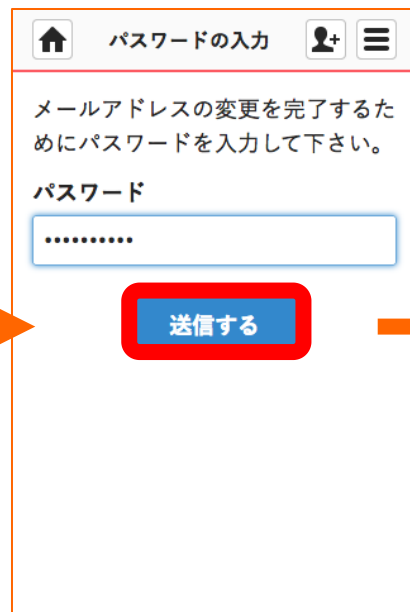 パスワードの入力
メールアドレスの変更を完了するた
めにパスワードを入力して下さい。
パスワード
••••••••••
送信する